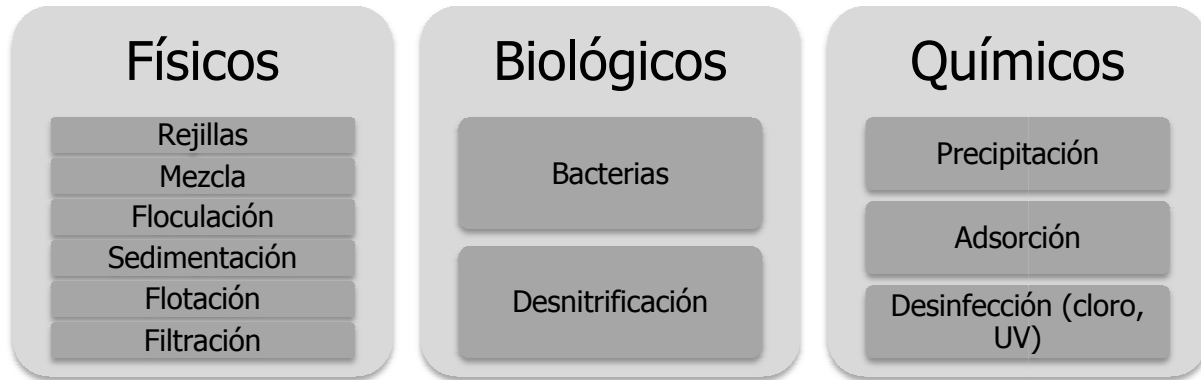 Físicos
Rejillas
Mezcla
Floculación
Sedimentación
Flotación
Filtración
Biológicos
Bacterias
Desnitrificación
Químicos
Precipitación
Adsorción
Desinfección (cloro,
UV)